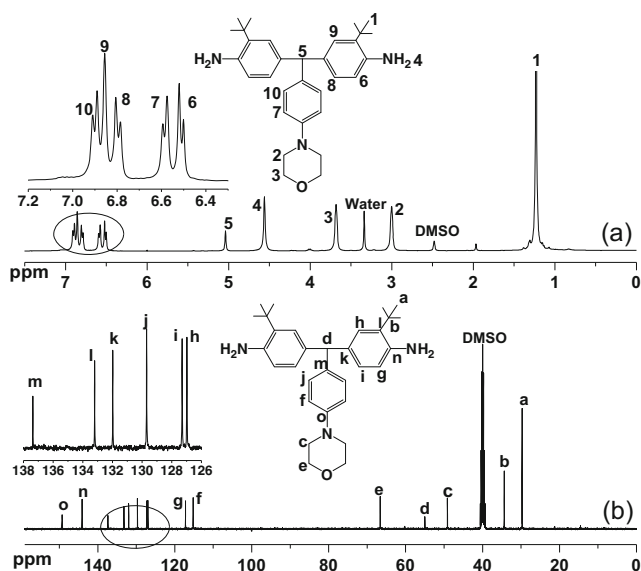 9
10
8
7
6
7.2 7.0 6.8 6.6 6.4
1
9
H₂N
5
NH₂ 4
8
6
10
7
N
2
3
O
1
5
4
3
Water
2
DMSO
(a)
ppm 7 6 5 4 3 2 1 0
m
l
k
j
i
h
138 136 134 132 130 128 126
a
H₂N
d
h
l
b
k
n
NH₂
m
i
g
j
f
o
N
c
e
O
DMSO
a
b
o
n
g
f
e
d
c
(b)
ppm 140 120 100 80 60 40 20 0